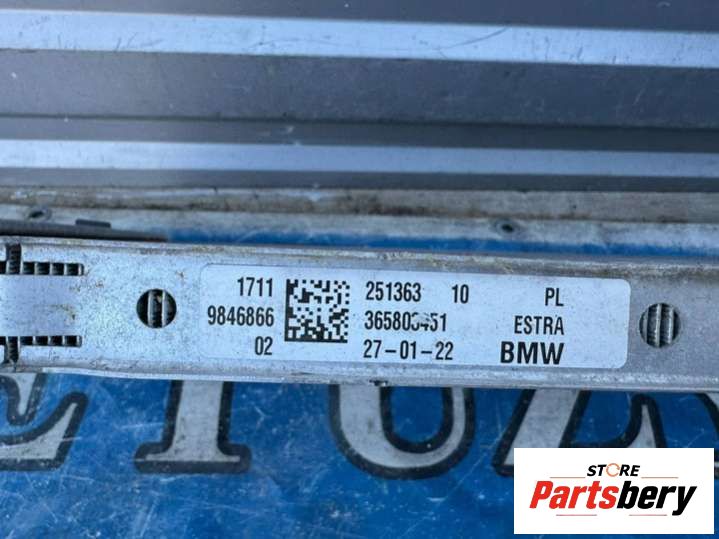 1711 251363 10 PL
9846866 ESTRA
02 27-01-22 BMW
STORE
Partsbery